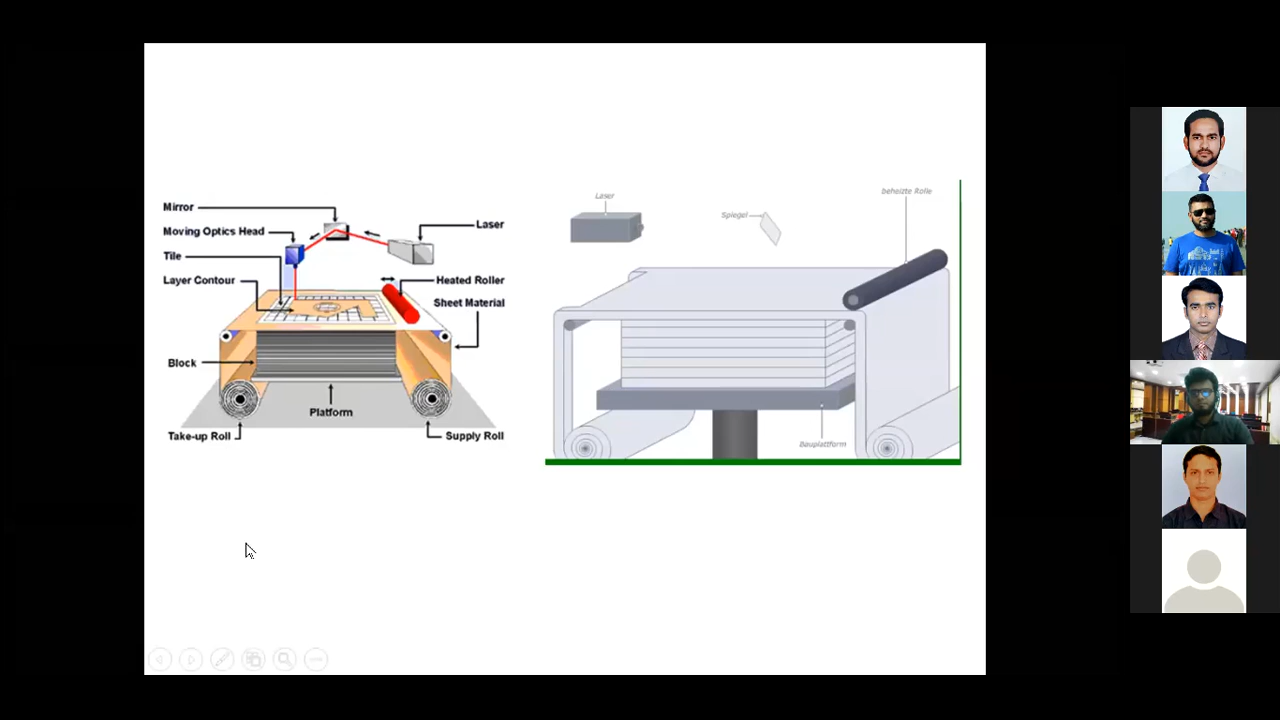 Mirror
Moving Optics Head
Tile
Layer Contour
Laser
Heated Roller
Sheet Material
Block
Platform
Take-up Roll
Supply Roll
Laser
Spiegel
beheizte Rolle
Bauplattform